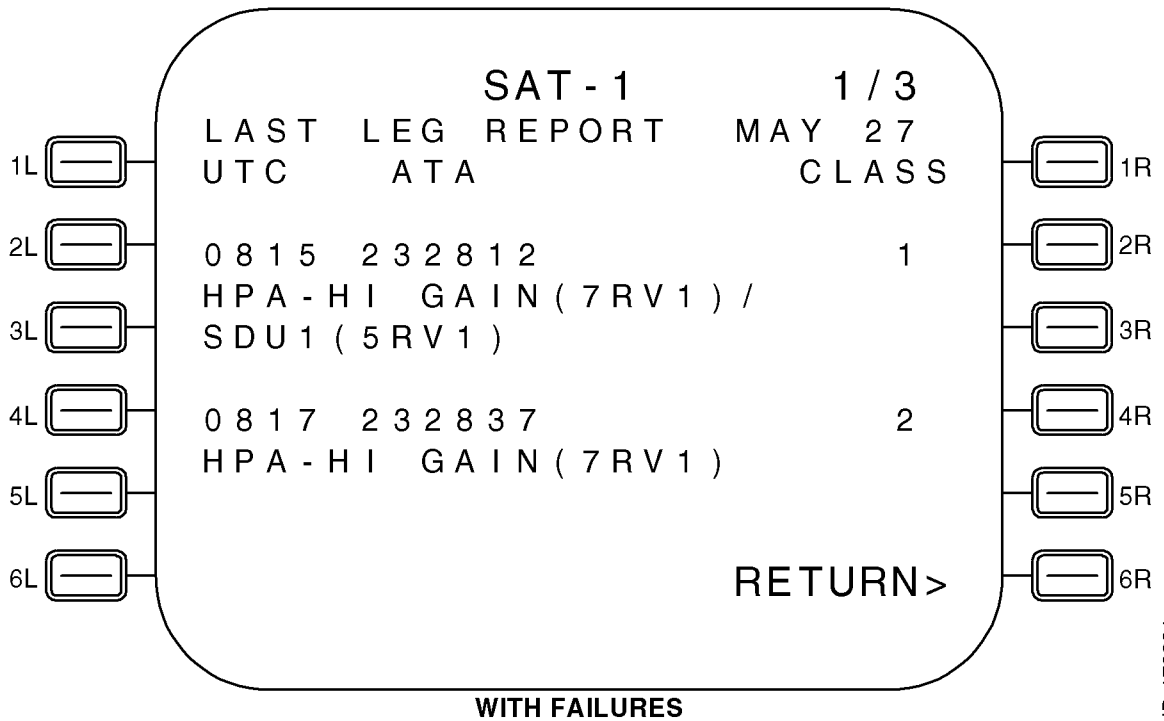 SAT-1 1/3
LAST LEG REPORT MAY 27
1L UTC ATA CLASS 1R
2L 0815 232812 1 2R
HPA-HI GAIN(7RV1)/
3L SDU1(5RV1) 3R
4L 0817 232837 2 4R
HPA-HI GAIN(7RV1)
5L 5R
6L RETURN> 6R
WITH FAILURES